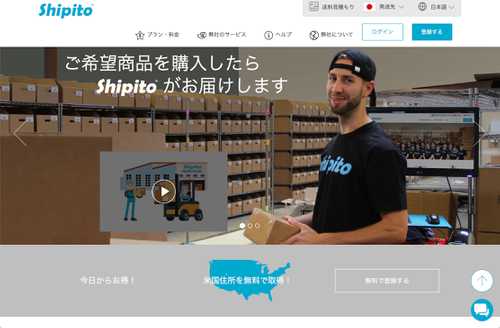 Shipito
送料見積もり
発送先
日本語
プラン・料金
弊社のサービス
ヘルプ
弊社について
ログイン
登録する
ご希望商品を購入したら
Shipito がお届けします
Shipito
今日からお得！
米国住所を無料で取得！
無料で登録する